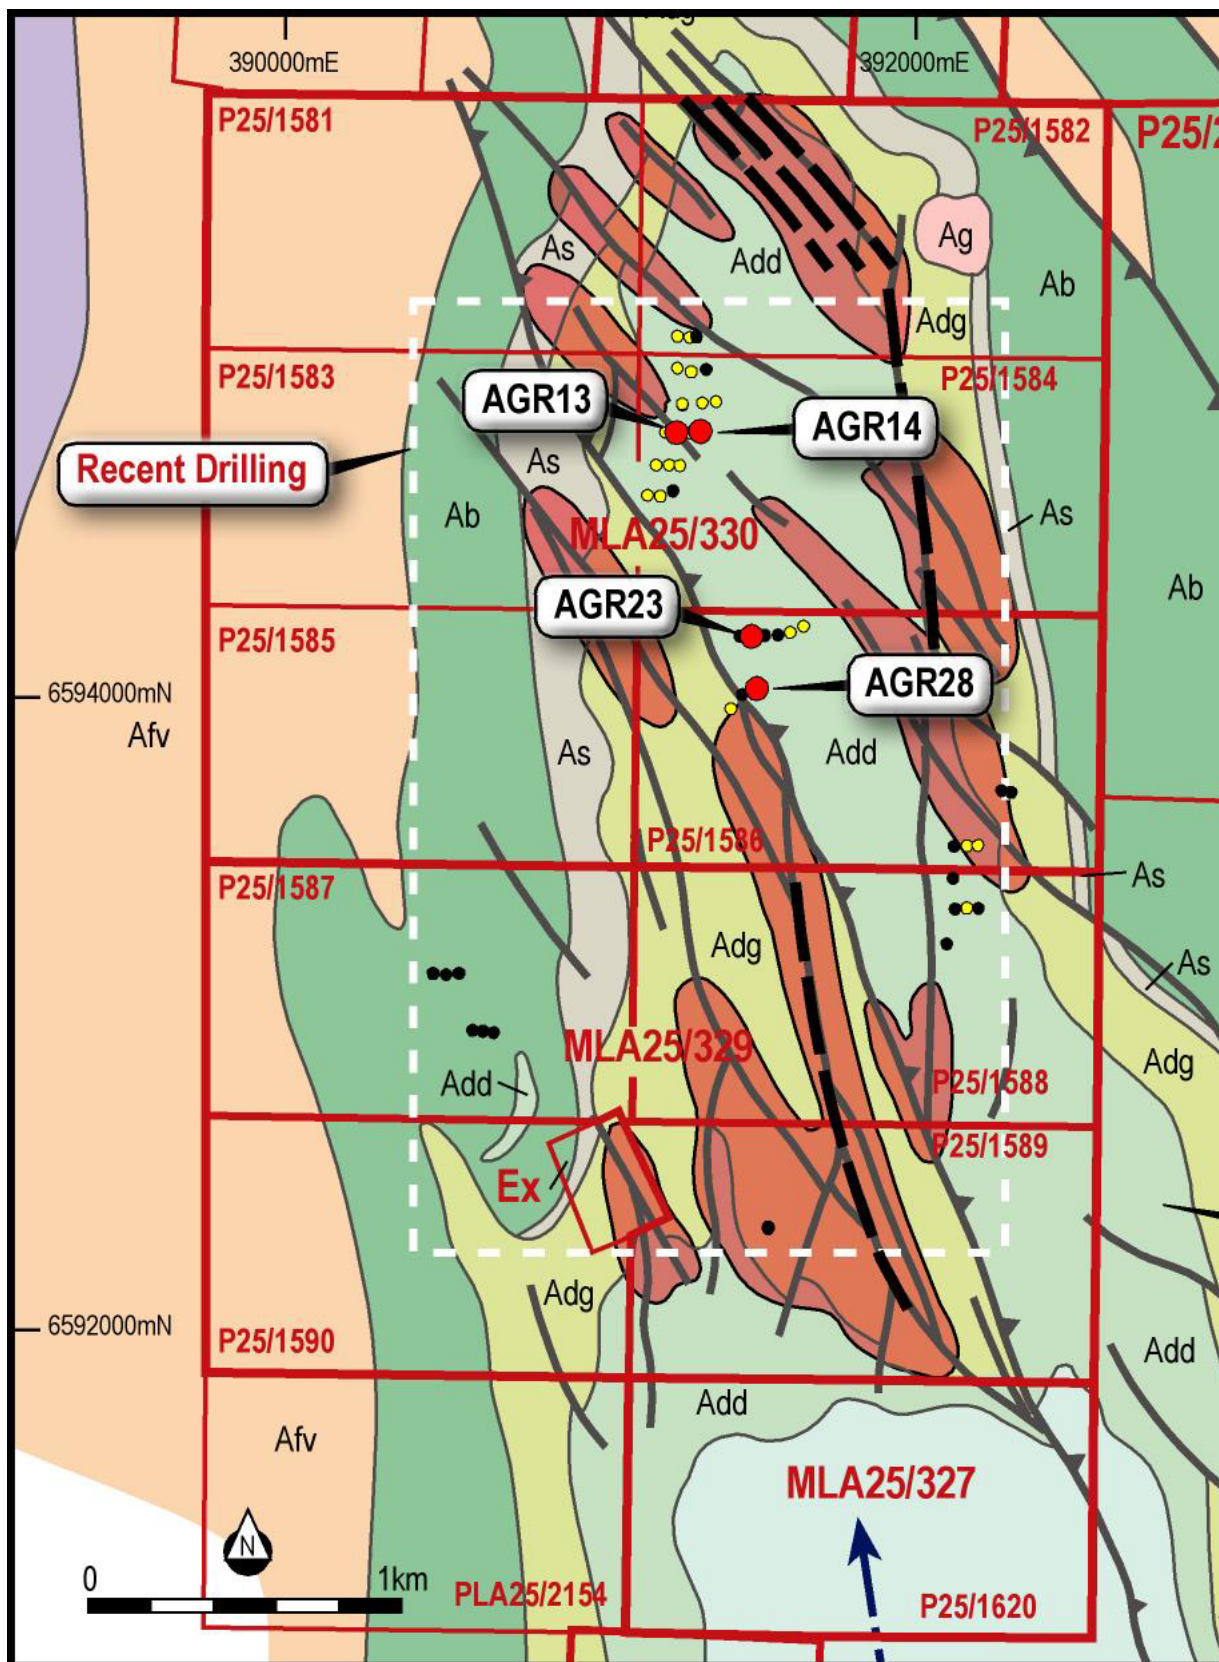 Adg
390000mE
392000mE
P25/1581
P25/1582
P25/2
As
Add
Ag
Ab
Adg
P25/1583
P25/1584
AGR13
AGR14
Recent Drilling
As
Ab
As
MLA25/330
Ab
AGR23
P25/1585
AGR28
6594000mN
Afv
As
Add
P25/1586
P25/1587
As
Adg
As
MLA25/329
Add
P25/1588
Adg
P25/1589
Ex
Adg
6592000mN
P25/1590
Add
Add
Afv
MLA25/327
N
0
1km
PLA25/2154
P25/1620